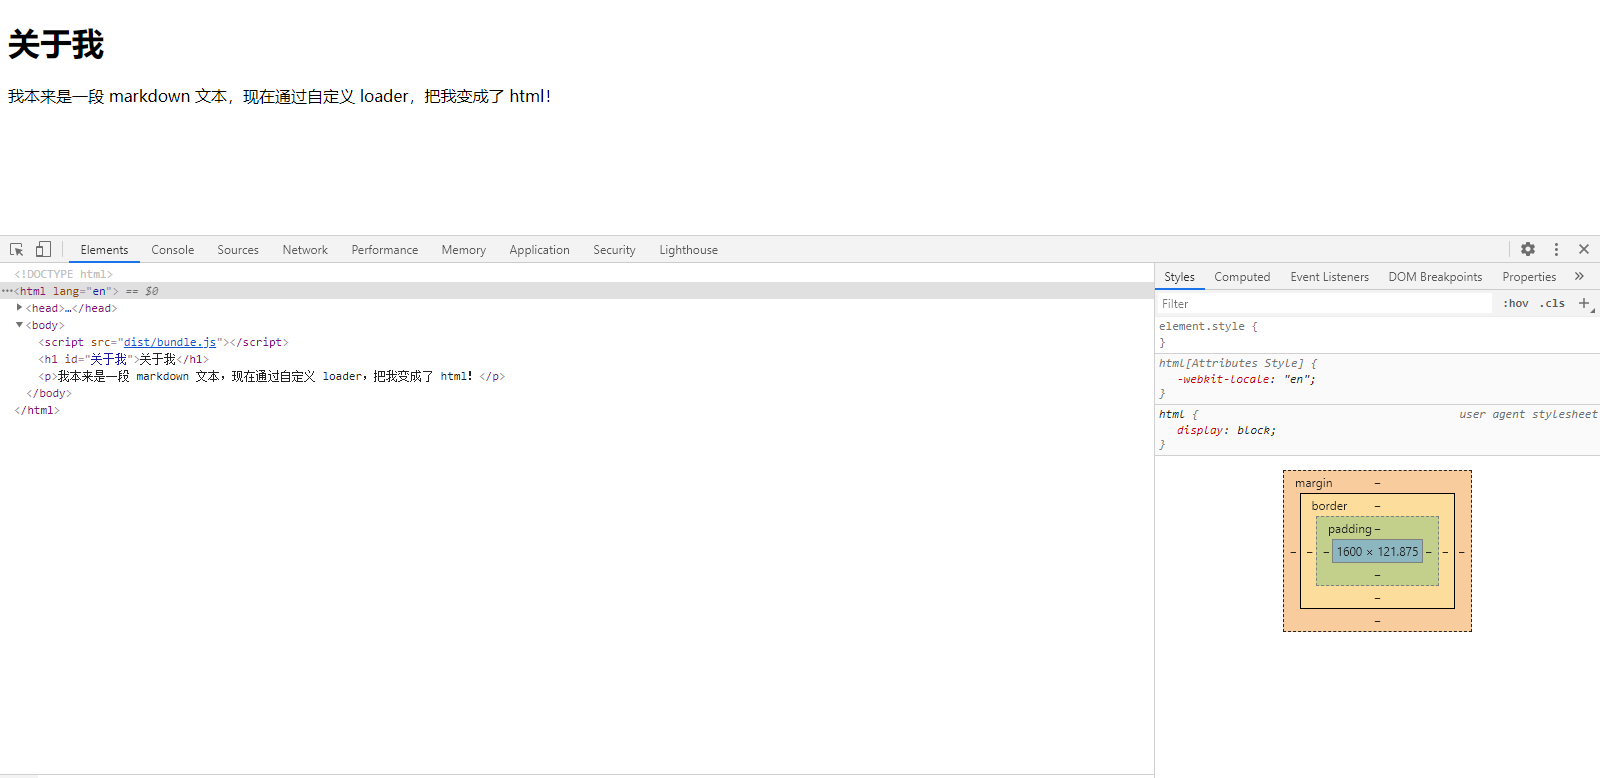 关于我
我本来是一段 markdown 文本，现在通过自定义 loader，把我变成了 html！
Elements Console Sources Network Performance Memory Application Security Lighthouse
<!DOCTYPE html>
<html lang="en"> == $0
<head>…</head>
<body>
<script src="dist/bundle.js"></script>
<h1 id="关于我">关于我</h1>
<p>我本来是一段 markdown 文本，现在通过自定义 loader，把我变成了 html！</p>
</body>
</html>
Styles Computed Event Listeners DOM Breakpoints Properties »
Filter :hov .cls +
element.style {
}
html[Attributes Style] {
-webkit-locale: "en";
}
html { user agent stylesheet
display: block;
}
margin –
border –
padding –
– – – 1600 × 121.875 – – –
–
–
–